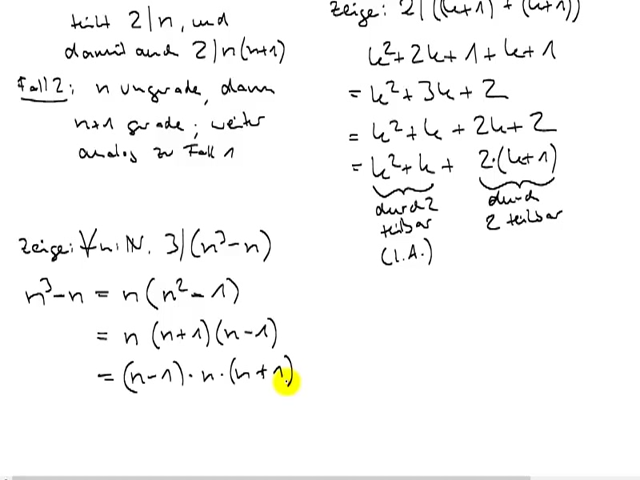 teilt 2|n, und
damit auch 2|n(n+1)
Fall 2: n ungerade, dann
n+1 gerade; weiter
analog zu Fall 1
Zeige: ∀n:ℕ. 3|(n³-n)
n³-n = n(n²-1)
= n(n+1)(n-1)
= (n-1)·n·(n+1)
Zeige: 2|((k+1)²+(k+1))
k²+2k+1+k+1
= k²+3k+2
= k²+k+2k+2
= k²+k+ 2·(k+1)
durch 2 durch
teilbar 2 teilbar
(I.A.)